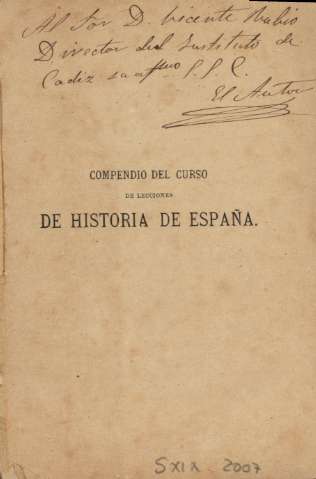 Al Sor D. Vicente Rubio
Director del Instituto de
Cadiz su affmo S. S. C.
El Autor
COMPENDIO DEL CURSO
DE LECCIONES
DE HISTORIA DE ESPAÑA.
SXIX 2007